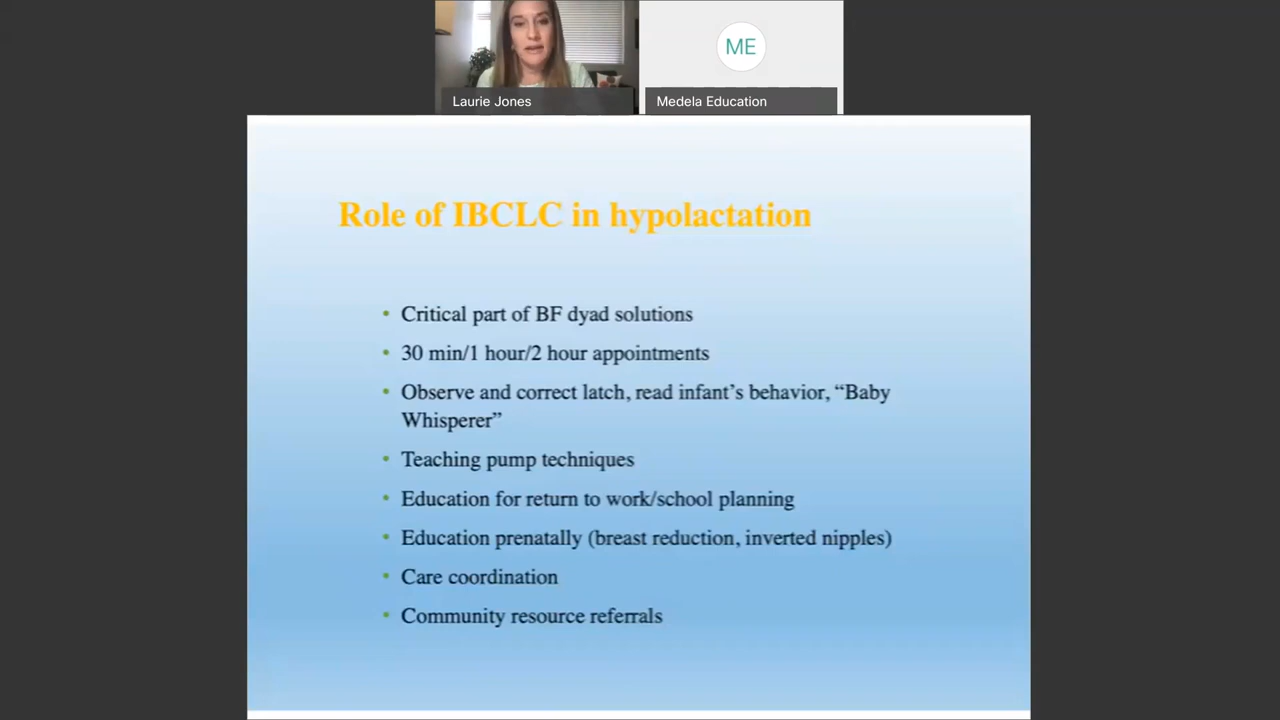 ME
Laurie Jones
Medela Education
Role of IBCLC in hypolactation
• Critical part of BF dyad solutions
• 30 min/1 hour/2 hour appointments
• Observe and correct latch, read infant’s behavior, “Baby
Whisperer”
• Teaching pump techniques
• Education for return to work/school planning
• Education prenatally (breast reduction, inverted nipples)
• Care coordination
• Community resource referrals